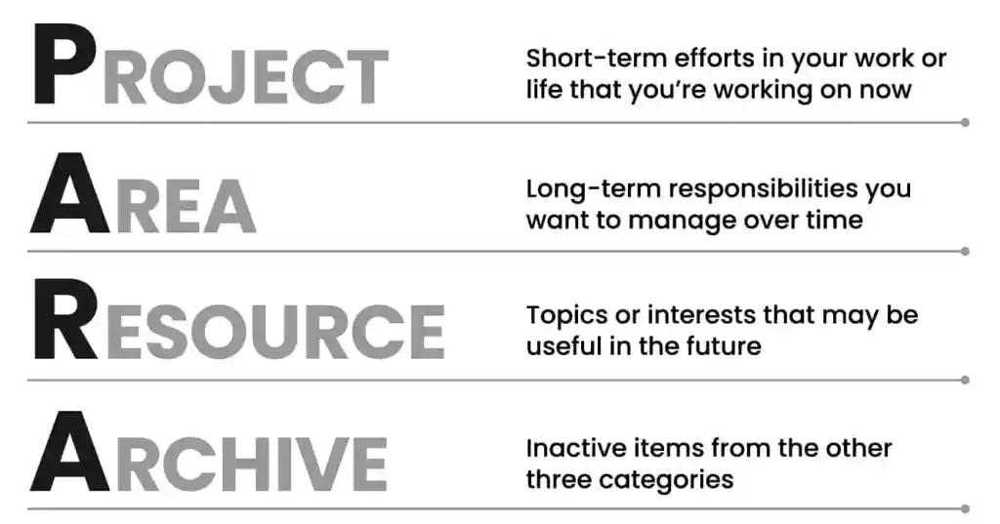 PROJECT
Short-term efforts in your work or
life that you’re working on now
AREA
Long-term responsibilities you
want to manage over time
RESOURCE
Topics or interests that may be
useful in the future
ARCHIVE
Inactive items from the other
three categories